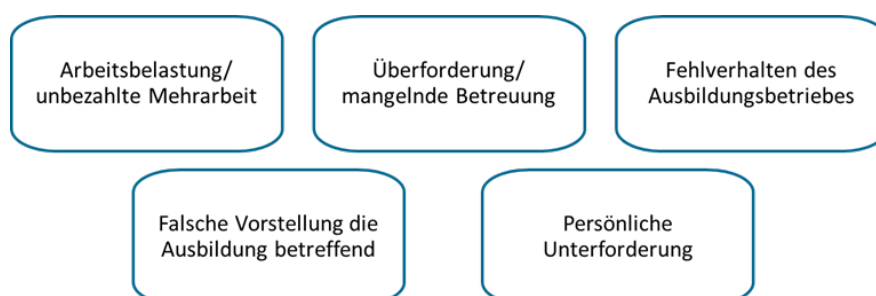 Arbeitsbelastung/
unbezahlte Mehrarbeit
Überforderung/
mangelnde Betreuung
Fehlverhalten des
Ausbildungsbetriebes
Falsche Vorstellung die
Ausbildung betreffend
Persönliche
Unterforderung